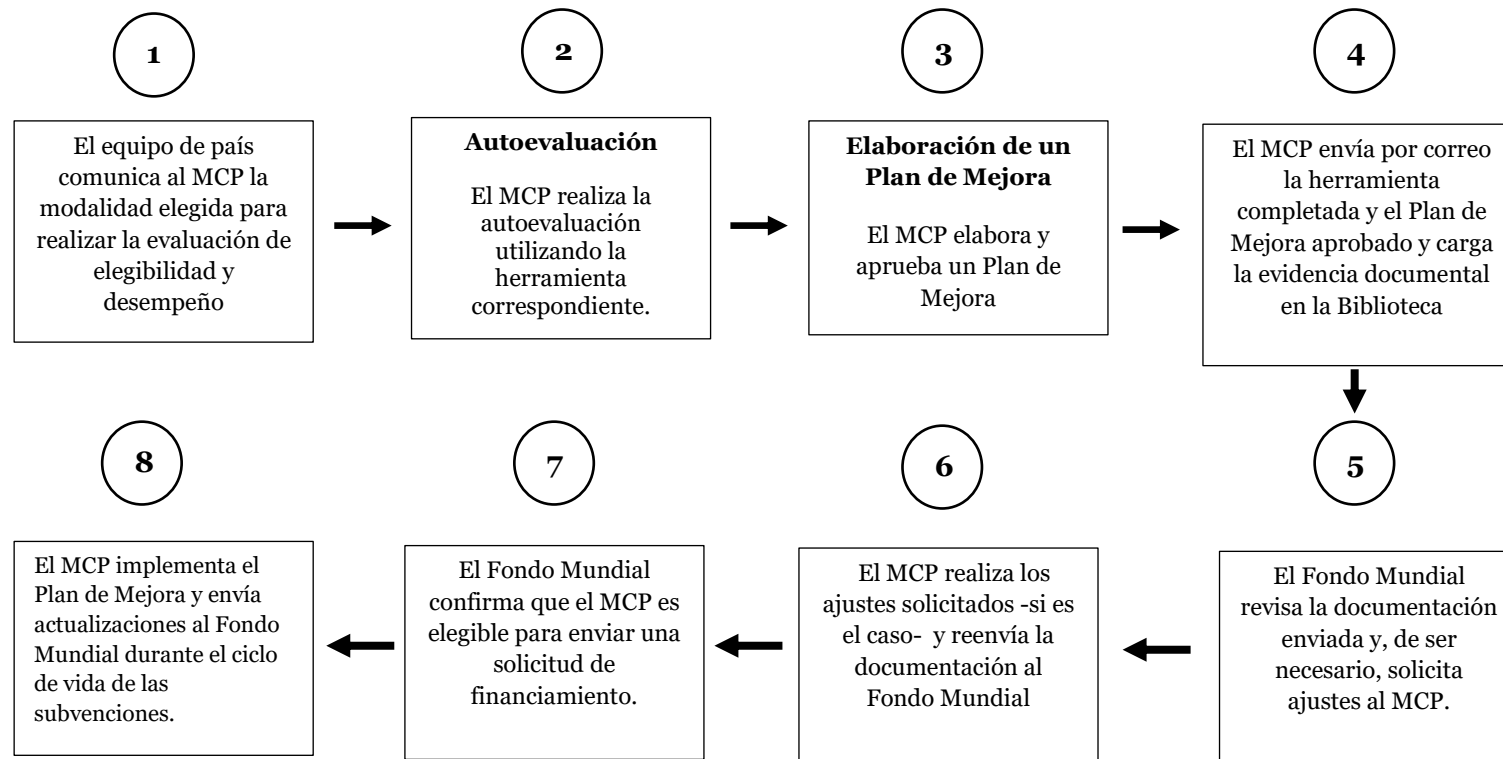 1
El equipo de país
comunica al MCP la
modalidad elegida para
realizar la evaluación de
elegibilidad y
desempeño
2
Autoevaluación
El MCP realiza la
autoevaluación
utilizando la
herramienta
correspondiente.
3
Elaboración de un
Plan de Mejora
El MCP elabora y
aprueba un Plan de
Mejora
4
El MCP envía por correo
la herramienta
completada y el Plan de
Mejora aprobado y carga
la evidencia documental
en la Biblioteca
5
El Fondo Mundial
revisa la documentación
enviada y, de ser
necesario, solicita
ajustes al MCP.
6
El MCP realiza los
ajustes solicitados -si es
el caso- y reenvía la
documentación al
Fondo Mundial
7
El Fondo Mundial
confirma que el MCP es
elegible para enviar una
solicitud de
financiamiento.
8
El MCP implementa el
Plan de Mejora y envía
actualizaciones al Fondo
Mundial durante el ciclo
de vida de las
subvenciones.